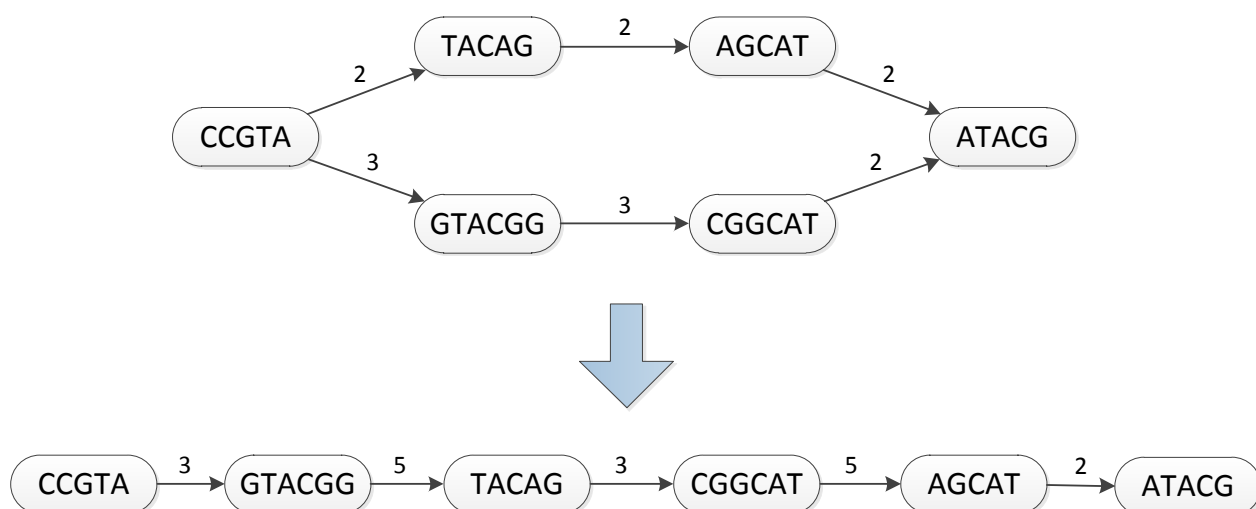 TACAG 2 AGCAT
2 2
CCGTA ATACG
3 2
GTACGG 3 CGGCAT
CCGTA 3 GTACGG 5 TACAG 3 CGGCAT 5 AGCAT 2 ATACG